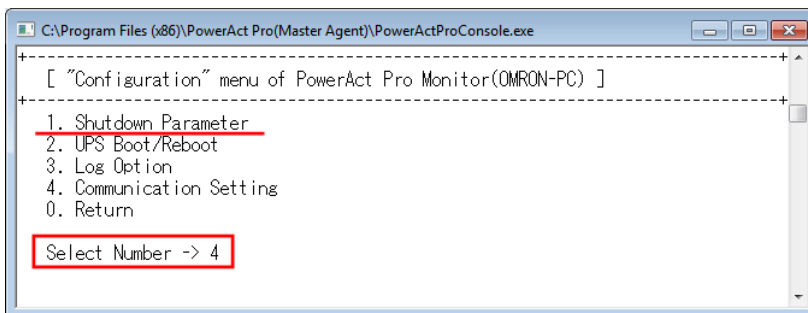 C:\Program Files (x86)\PowerAct Pro(Master Agent)\PowerActProConsole.exe
+------------------------------------------------------------------------------+
[ "Configuration" menu of PowerAct Pro Monitor(OMRON-PC) ]
+------------------------------------------------------------------------------+
1. Shutdown Parameter
2. UPS Boot/Reboot
3. Log Option
4. Communication Setting
0. Return
Select Number -> 4